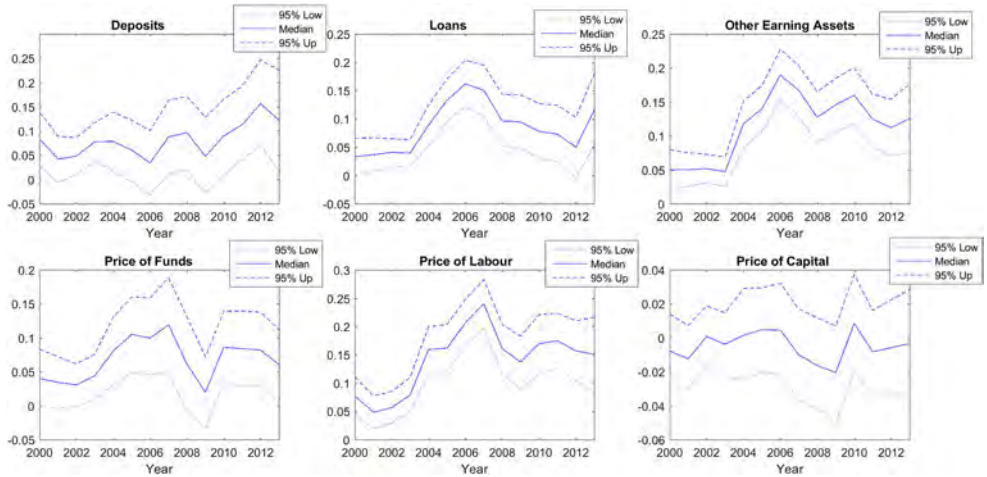 Deposits
95% Low
Median
95% Up
0.25
0.2
0.15
0.1
0.05
0
-0.05
2000 2002 2004 2006 2008 2010 2012
Year
Loans
95% Low
Median
95% Up
0.25
0.2
0.15
0.1
0.05
0
-0.05
2000 2002 2004 2006 2008 2010 2012
Year
Other Earning Assets
95% Low
Median
95% Up
0.25
0.2
0.15
0.1
0.05
0
2000 2002 2004 2006 2008 2010 2012
Year
Price of Funds
95% Low
Median
95% Up
0.2
0.15
0.1
0.05
0
-0.05
2000 2002 2004 2006 2008 2010 2012
Year
Price of Labour
95% Low
Median
95% Up
0.3
0.25
0.2
0.15
0.1
0.05
0
2000 2002 2004 2006 2008 2010 2012
Year
Price of Capital
95% Low
Median
95% Up
0.04
0.02
0
-0.02
-0.04
-0.06
2000 2002 2004 2006 2008 2010 2012
Year